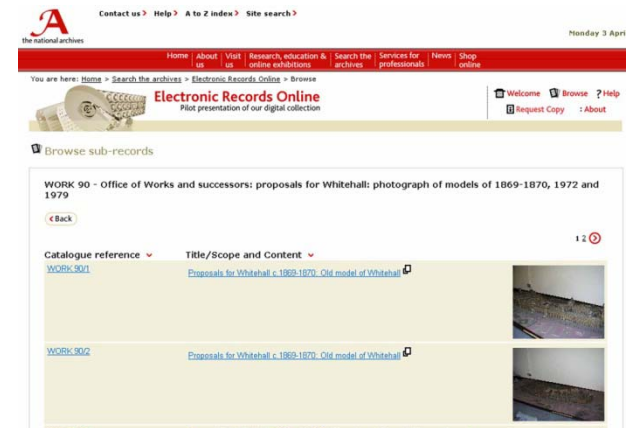 Contact us > Help > A to Z index > Site search >
the national archives
Monday 3 Apri
Home | About us | Visit us | Research, education & online exhibitions | Search the archives | Services for professionals | News | Shop online
You are here: Home > Search the archives > Electronic Records Online > Browse
Electronic Records Online
Pilot presentation of our digital collection
Welcome Browse ? Help
Request Copy : About
Browse sub-records
WORK 90 - Office of Works and successors: proposals for Whitehall: photograph of models of 1869-1870, 1972 and
1979
< Back
1 2 >
Catalogue reference Title/Scope and Content
WORK 90/1 Proposals for Whitehall c.1869-1870: Old model of Whitehall
WORK 90/2 Proposals for Whitehall c.1869-1870: Old model of Whitehall